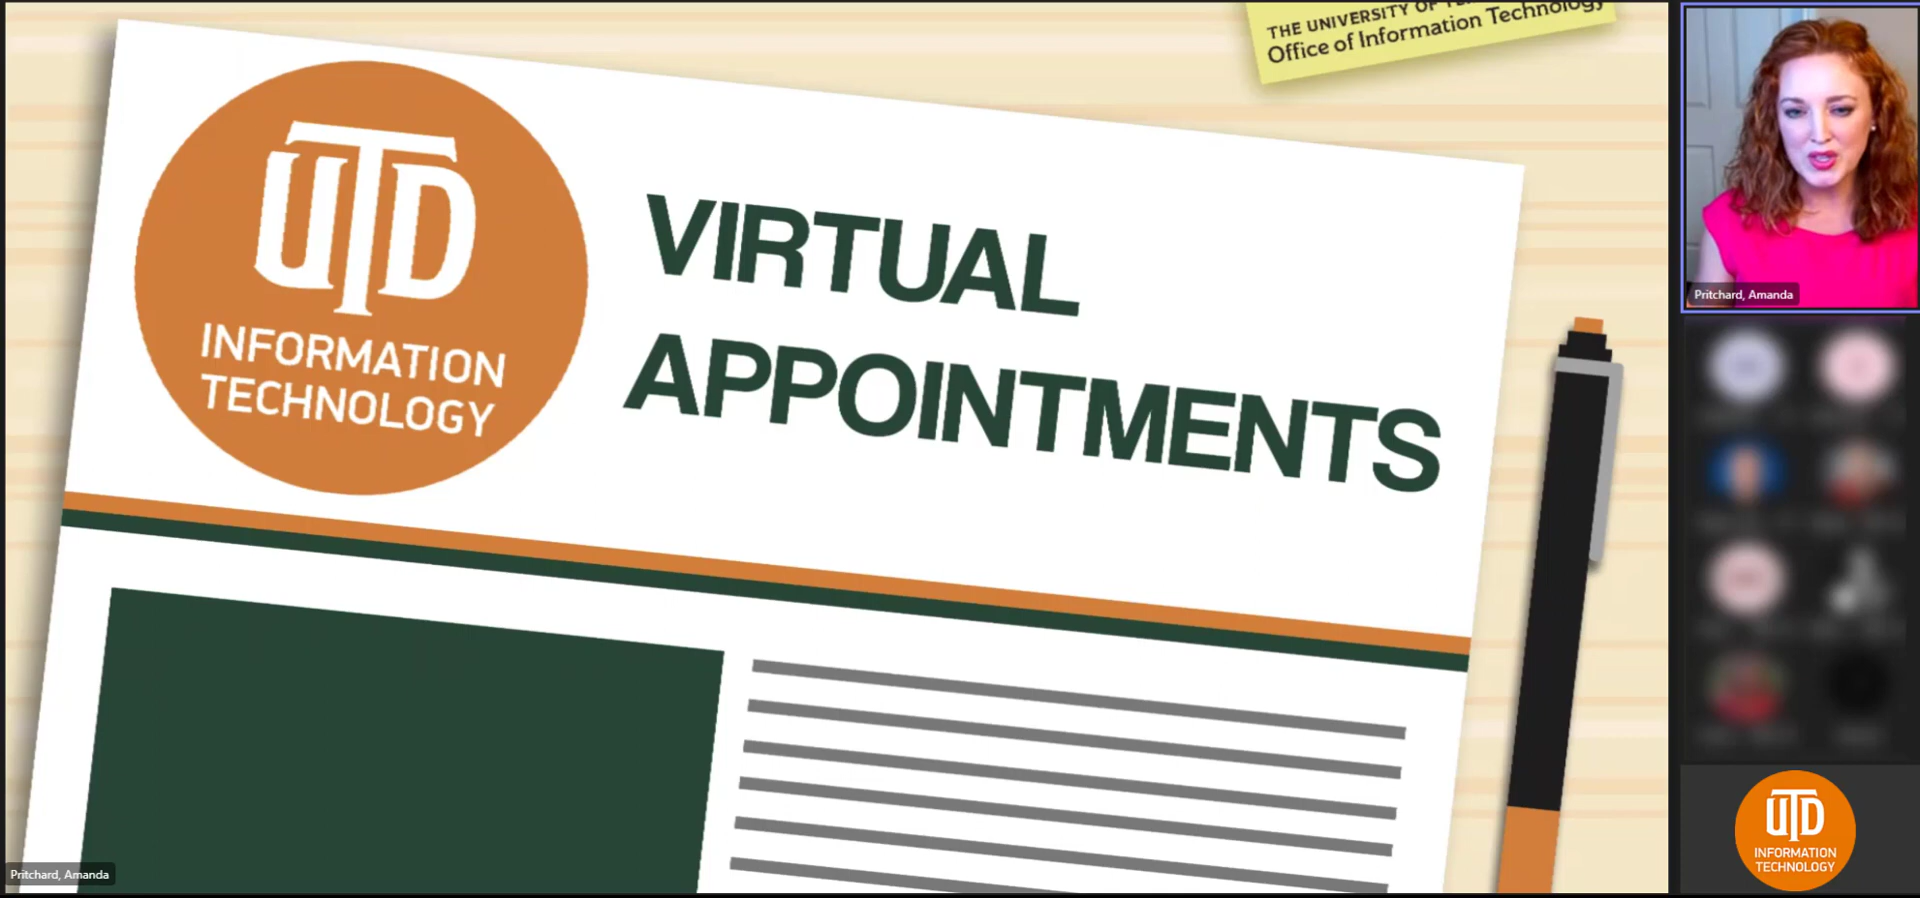 THE UNIVERSITY OF
Office of Information Technology
UTD
INFORMATION
TECHNOLOGY
VIRTUAL
APPOINTMENTS
Pritchard, Amanda
Pritchard, Amanda
UTD
INFORMATION
TECHNOLOGY